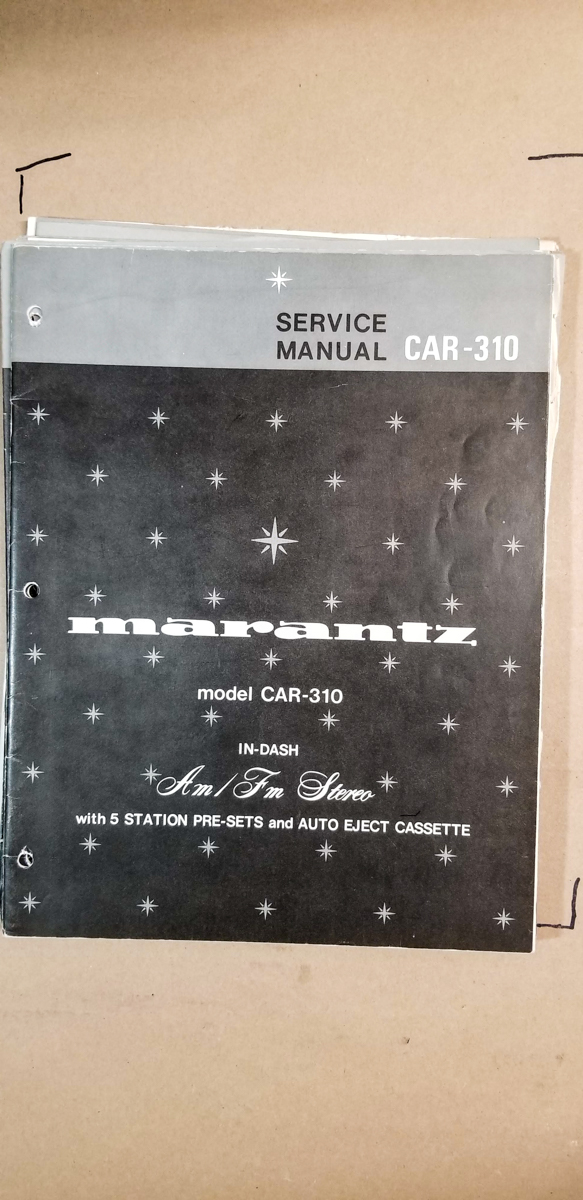 SERVICE
MANUAL CAR-310
marantz
model CAR-310
IN-DASH
Am/Fm Stereo
with 5 STATION PRE-SETS and AUTO EJECT CASSETTE